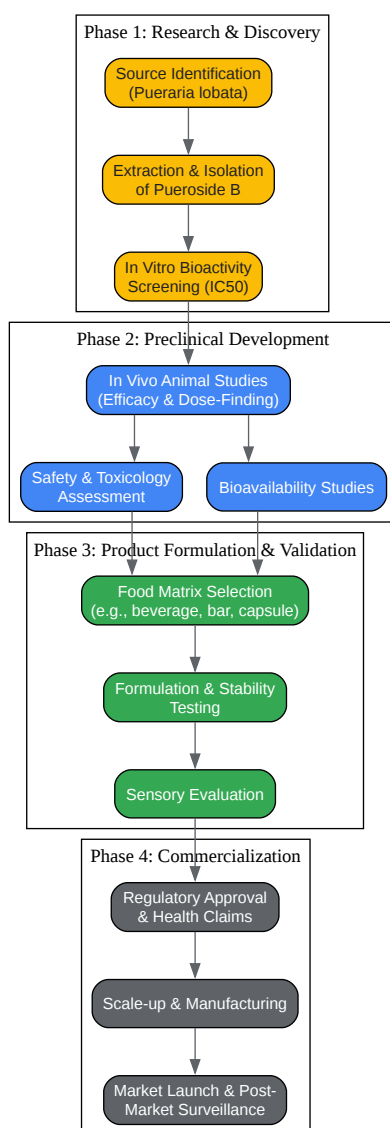 Phase 1: Research & Discovery
Source Identification
(Pueraria lobata)
Extraction & Isolation
of Pueroside B
In Vitro Bioactivity
Screening (IC50)
Phase 2: Preclinical Development
In Vivo Animal Studies
(Efficacy & Dose-Finding)
Safety & Toxicology
Assessment
Bioavailability Studies
Phase 3: Product Formulation & Validation
Food Matrix Selection
(e.g., beverage, bar, capsule)
Formulation & Stability
Testing
Sensory Evaluation
Phase 4: Commercialization
Regulatory Approval
& Health Claims
Scale-up & Manufacturing
Market Launch & Post-
Market Surveillance